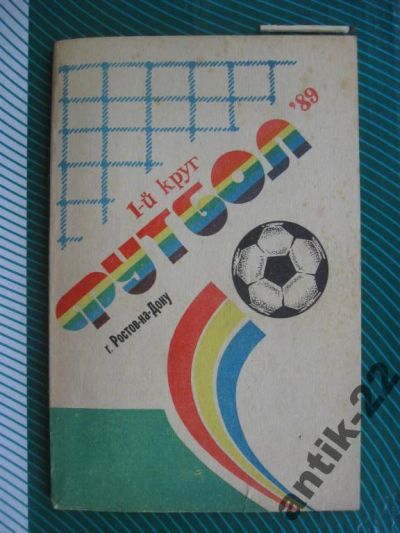 1-й круг
ФУТБОЛ '89
г. Ростов-на-Дону
antik-22